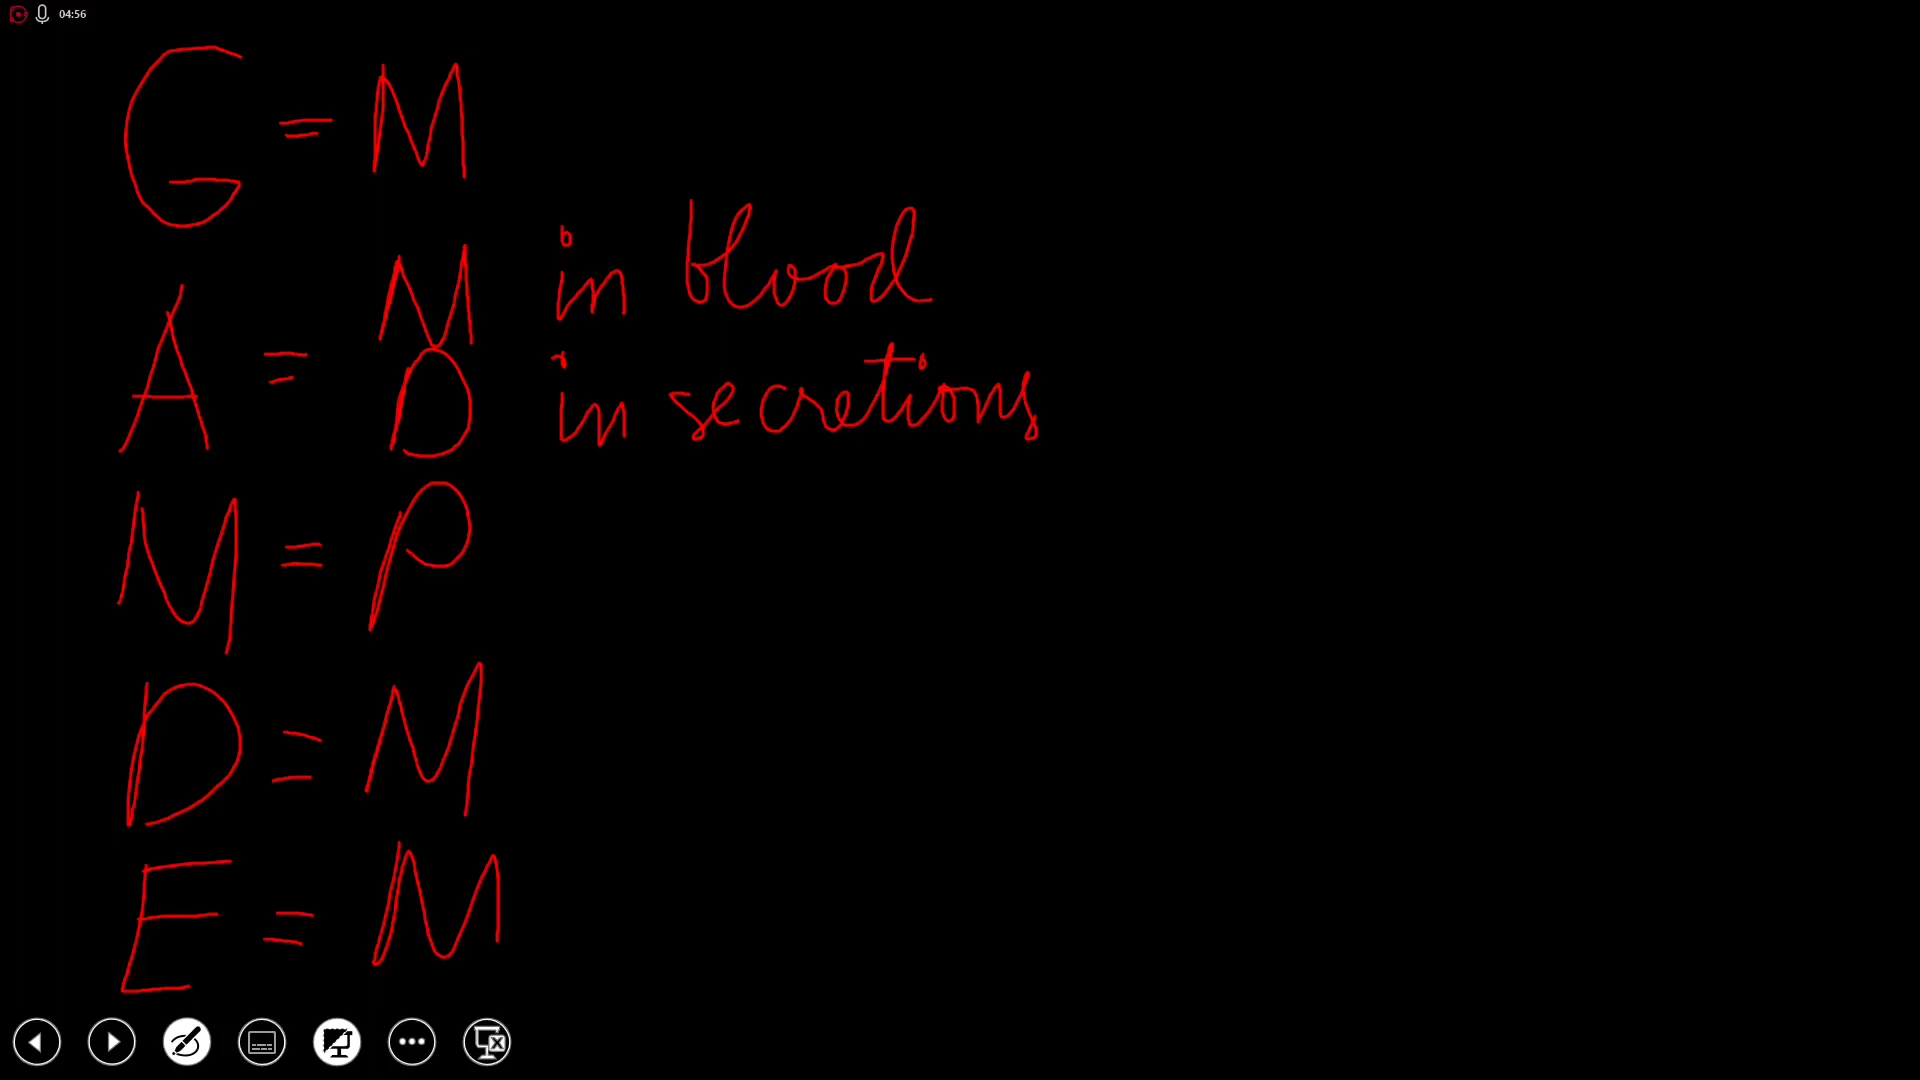 04:56
G = M
A = M in blood
D in secretions
M = P
D = M
E = M